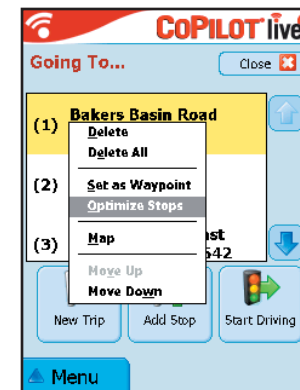 COPILOT live
Going To...
Close
(1) Bakers Basin Road
Delete
Delete All
(2)
Set as Waypoint
Optimize Stops
(3)
Map
st
542
Move Up
Move Down
New Trip
Add Stop
Start Driving
Menu